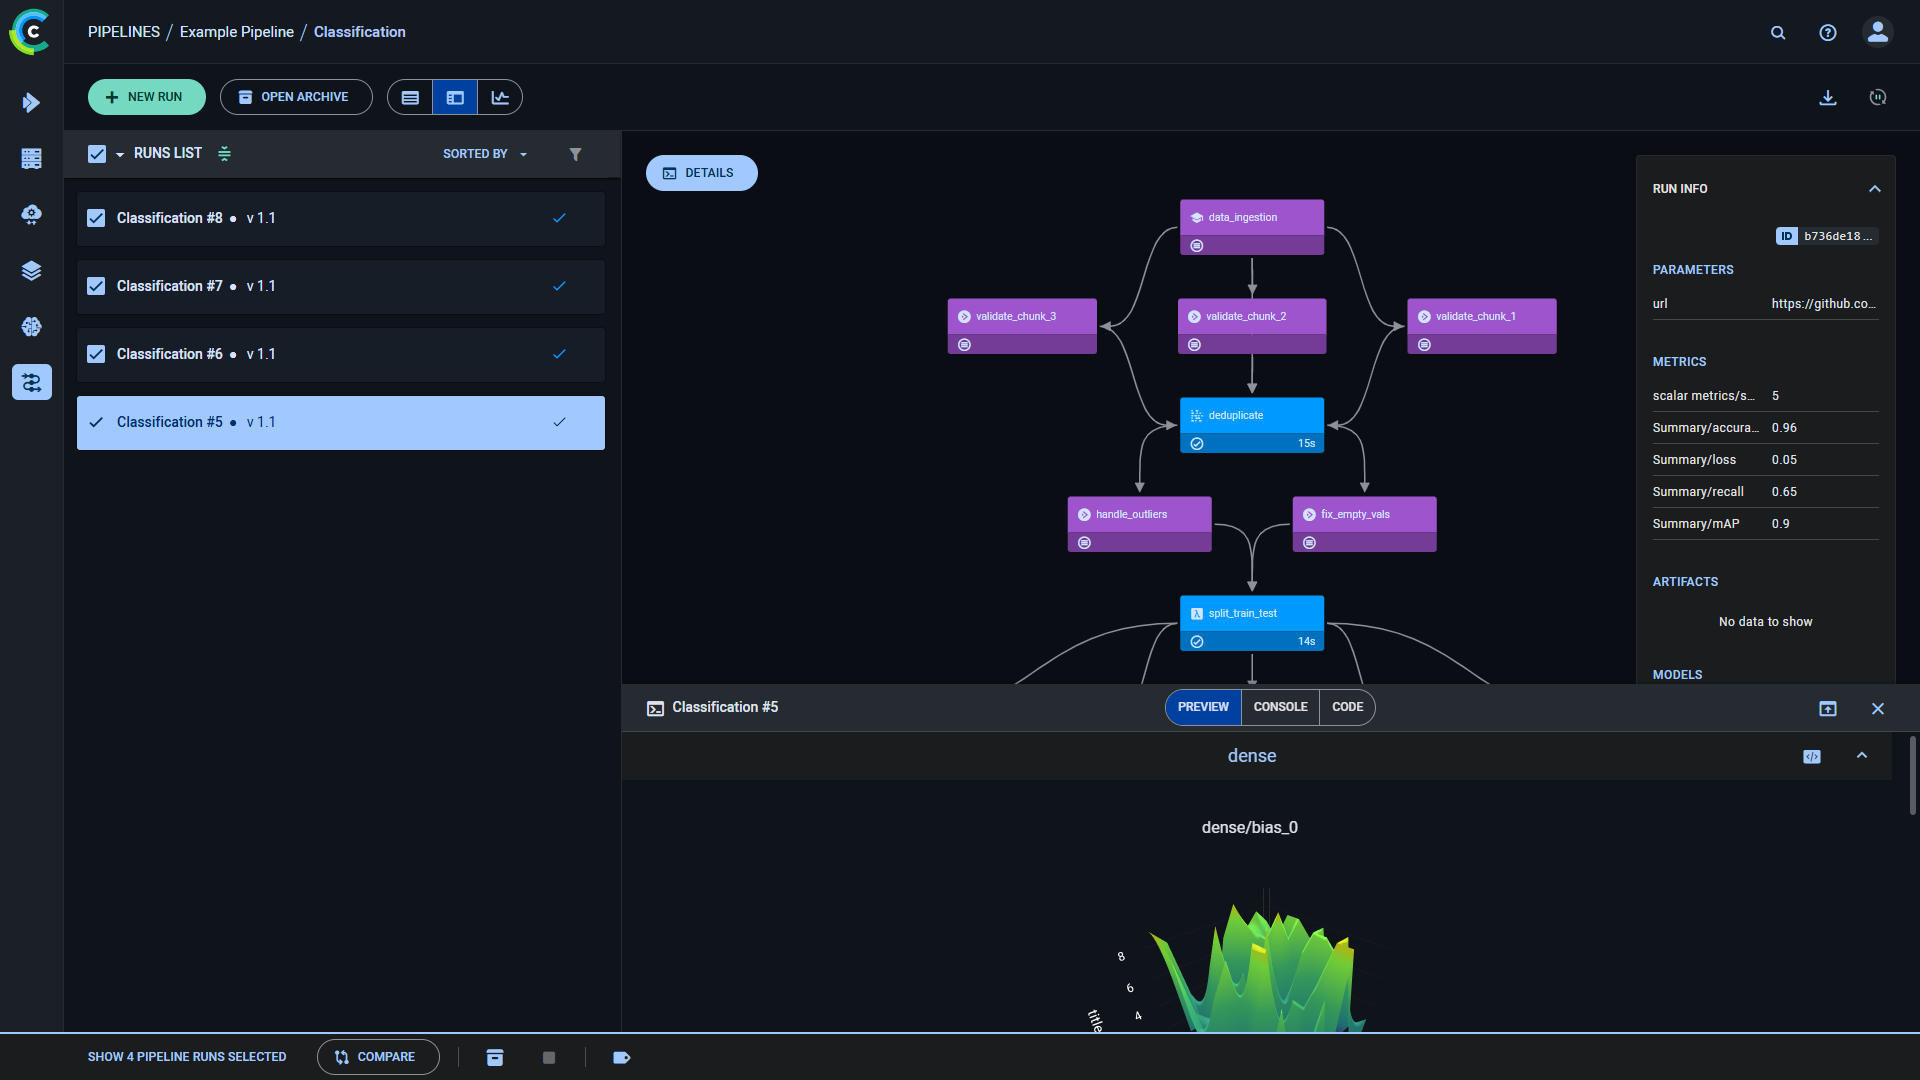 PIPELINES / Example Pipeline / Classification
NEW RUN
OPEN ARCHIVE
RUNS LIST
SORTED BY
Classification #8 • v 1.1
Classification #7 • v 1.1
Classification #6 • v 1.1
Classification #5 • v 1.1
DETAILS
data_ingestion
validate_chunk_3
validate_chunk_2
validate_chunk_1
deduplicate
15s
handle_outliers
fix_empty_vals
split_train_test
14s
RUN INFO
ID b736de18...
PARAMETERS
url https://github.co...
METRICS
scalar metrics/s... 5
Summary/accura... 0.96
Summary/loss 0.05
Summary/recall 0.65
Summary/mAP 0.9
ARTIFACTS
No data to show
MODELS
Classification #5
PREVIEW
CONSOLE
CODE
dense
dense/bias_0
8
6
4
title
SHOW 4 PIPELINE RUNS SELECTED
COMPARE